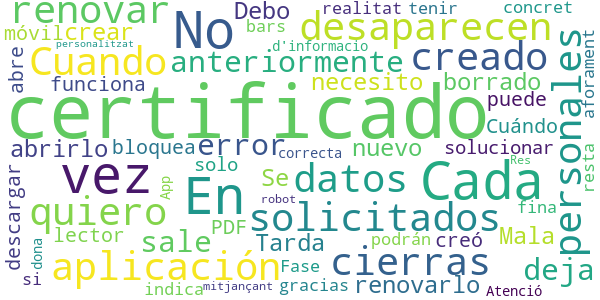 renovar
No
Debo
realitat
tenir
concret
móvil
crear
bars
desaparecen
personalitzat
d'informacio
Cuando
anteriormente
creado
abre
funciona
necesito
borrado
puede
aforament
certificado
Cuándo
personales
abrirlo
bloquea
error
nuevo
solucionar
correcta
vez
En
solo
Se
datos
Cada
Res
fina
resta
descargar
App
robot
quiero
PDF
solicitados
lector
sale
Tarda
podrán
creó
Mala
si
dona
aplicación
Fase
cierras
renovarlo
deja
indica
mitjançant
gracias
Atenció